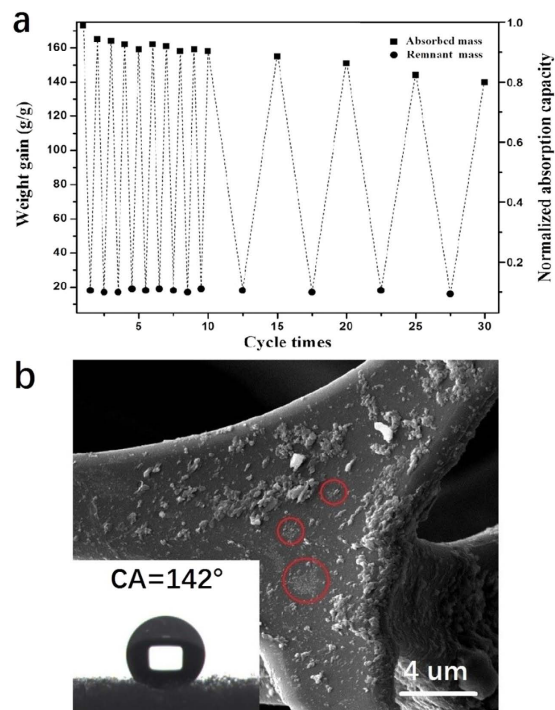 a
Absorbed mass
Remnant mass
Weight gain (g/g)
160
140
120
100
80
60
40
20
5
10
15
20
25
30
Cycle times
1.0
0.8
0.6
0.4
0.2
Normalized absorption capacity
b
CA=142°
4 um